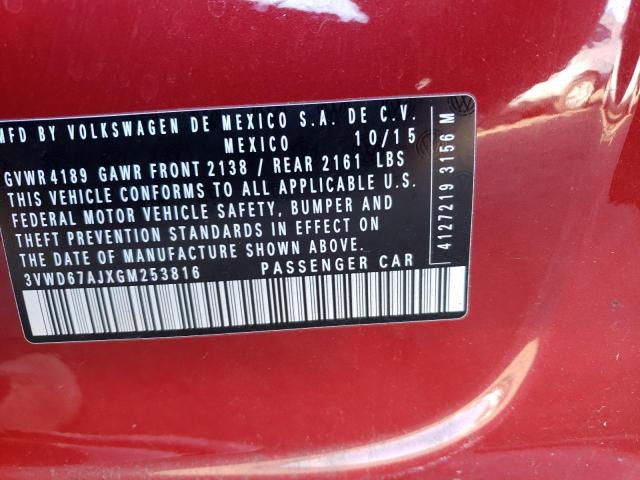 MFD BY VOLKSWAGEN DE MEXICO S.A. DE C.V.
MEXICO 10/15
GVWR 4189 GAWR FRONT 2138 / REAR 2161 LBS
THIS VEHICLE CONFORMS TO ALL APPLICABLE U.S.
FEDERAL MOTOR VEHICLE SAFETY, BUMPER AND
THEFT PREVENTION STANDARDS IN EFFECT ON
THE DATE OF MANUFACTURE SHOWN ABOVE.
3VWD67AJXGM253816 PASSENGER CAR
4127219 3156 M